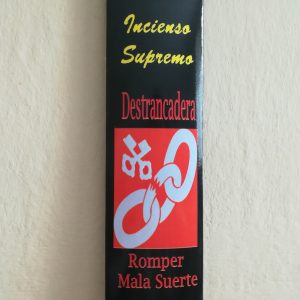 Incienso
Supremo
Destrancadera
Romper
Mala Suerte